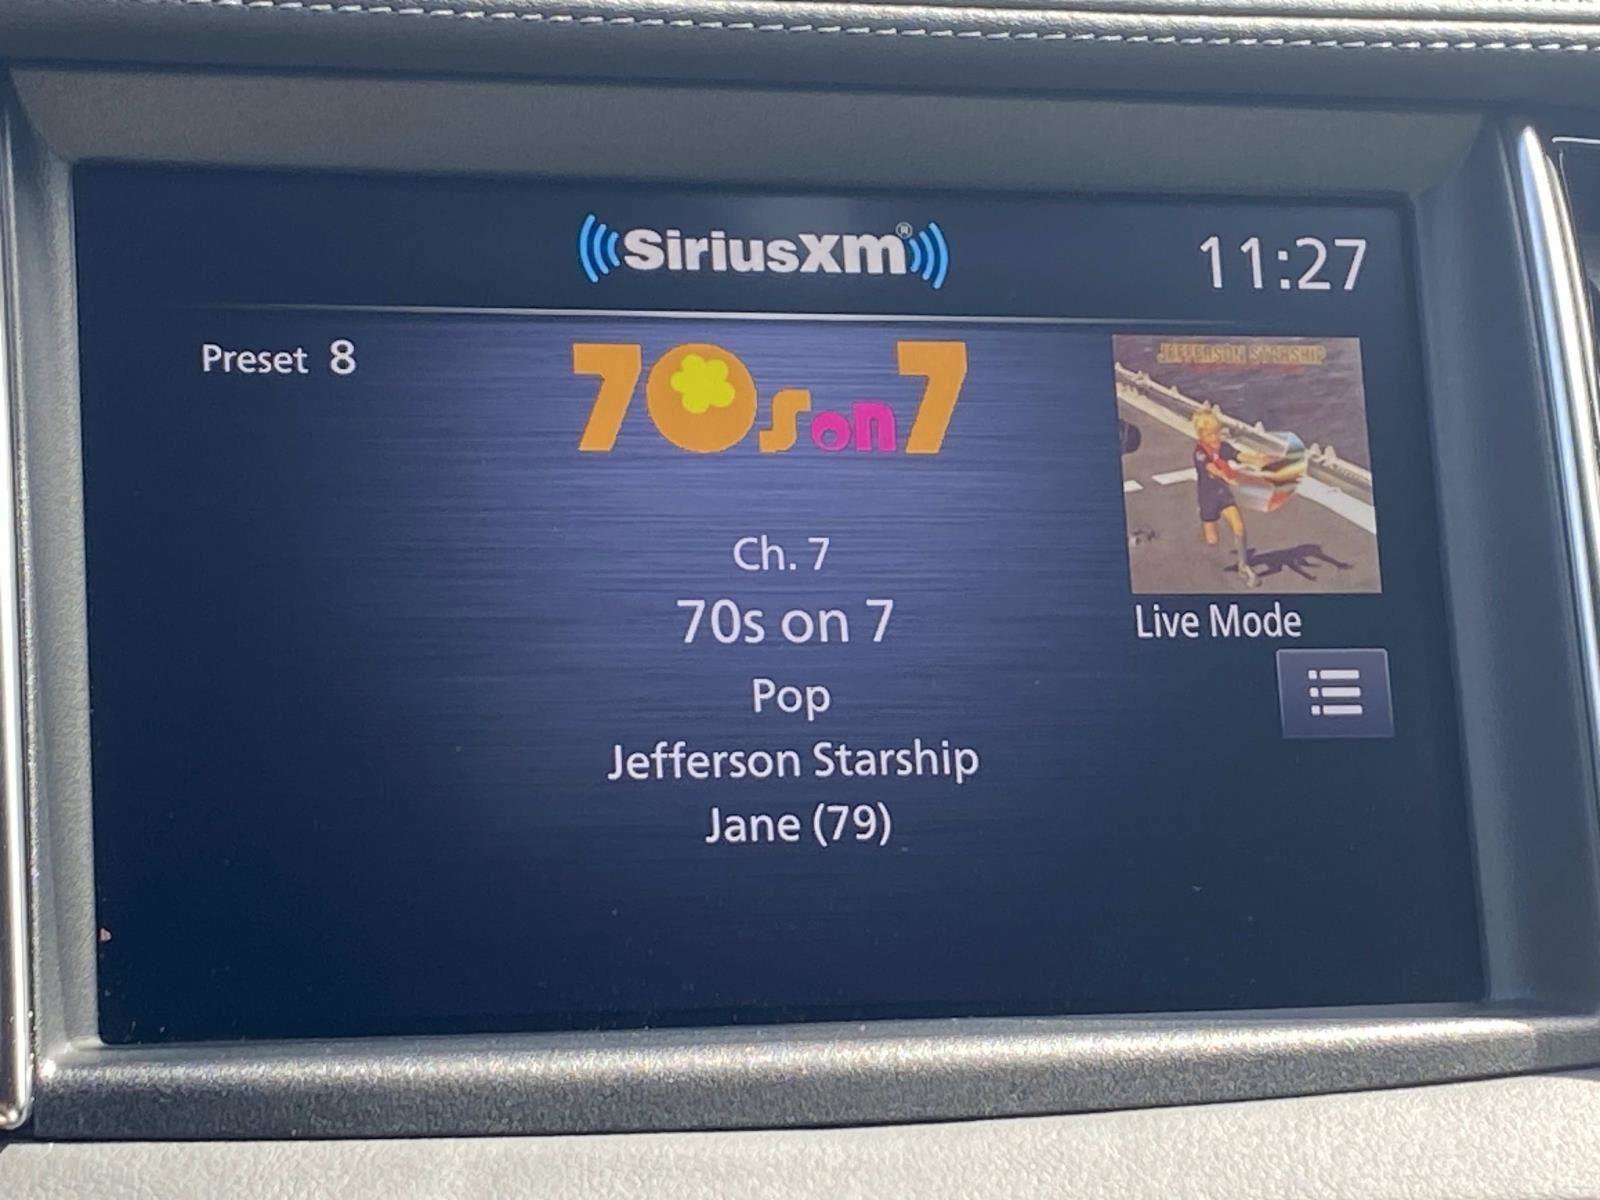 SiriusXM®
11:27
Preset 8
70s on 7
JEFFERSON STARSHIP
Ch. 7
70s on 7
Pop
Jefferson Starship
Jane (79)
Live Mode